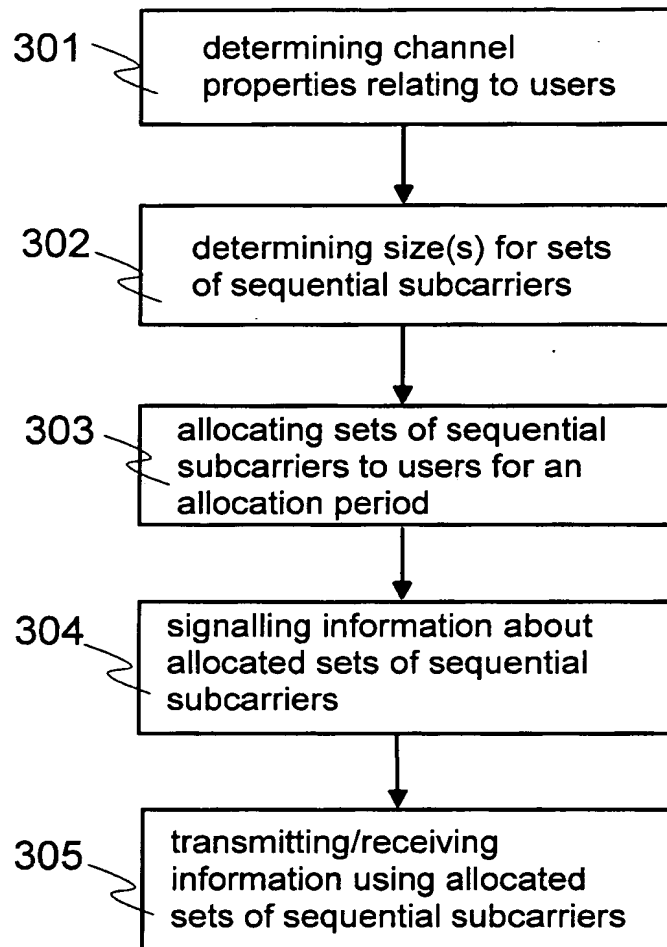 301
determining channel
properties relating to users
302
determining size(s) for sets
of sequential subcarriers
303
allocating sets of sequential
subcarriers to users for an
allocation period
304
signalling information about
allocated sets of sequential
subcarriers
305
transmitting/receiving
information using allocated
sets of sequential subcarriers